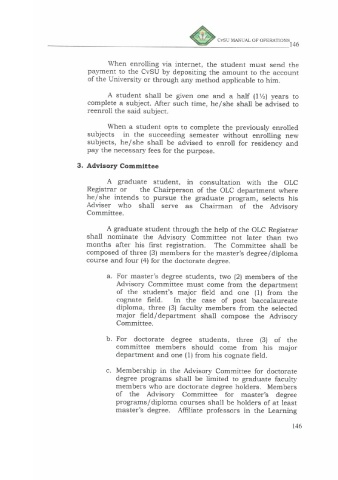 CvSU MANUAL OF OPERATIONS
146
When enrolling via internet, the student must send the
payment to the CvSU by depositing the amount to the account
of the University or through any method applicable to him.
A student shall be given one and a half (1½) years to
complete a subject. After such time, he/she shall be advised to
reenroll the said subject.
When a student opts to complete the previously enrolled
subjects in the succeeding semester without enrolling new
subjects, he/she shall be advised to enroll for residency and
pay the necessary fees for the purpose.
3. Advisory Committee
A graduate student, in consultation with the OLC
Registrar or the Chairperson of the OLC department where
he/she intends to pursue the graduate program, selects his
Adviser who shall serve as Chairman of the Advisory
Committee.
A graduate student through the help of the OLC Registrar
shall nominate the Advisory Committee not later than two
months after his first registration. The Committee shall be
composed of three (3) members for the master's degree/diploma
course and four (4) for the doctorate degree.
a. For master's degree students, two (2) members of the
Advisory Committee must come from the department
of the student's major field and one (1) from the
cognate field. In the case of post baccalaureate
diploma, three (3) faculty members from the selected
major field/department shall compose the Advisory
Committee.
b. For doctorate degree students, three (3) of the
committee members should come from his major
department and one (1) from his cognate field.
c. Membership in the Advisory Committee for doctorate
degree programs shall be limited to graduate faculty
members who are doctorate degree holders. Members
of the Advisory Committee for master's degree
programs/diploma courses shall be holders of at least
master's degree. Affiliate professors in the Learning
146